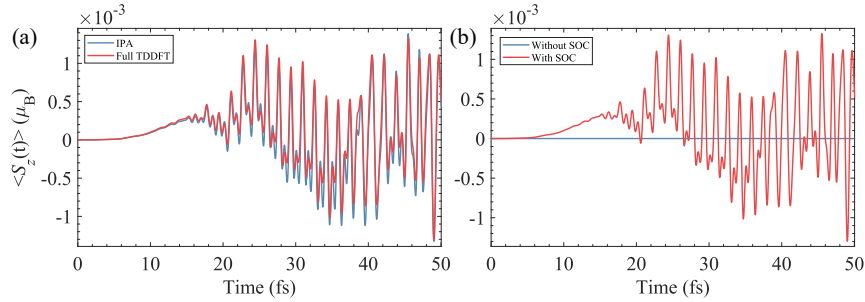 (a)
×10⁻³
IPA
Full TDDFT
1
0.5
0
-0.5
-1
<S_z(t)> (μ_B)
0 10 20 30 40 50
Time (fs)
(b)
×10⁻³
Without SOC
With SOC
1
0.5
0
-0.5
-1
0 10 20 30 40 50
Time (fs)